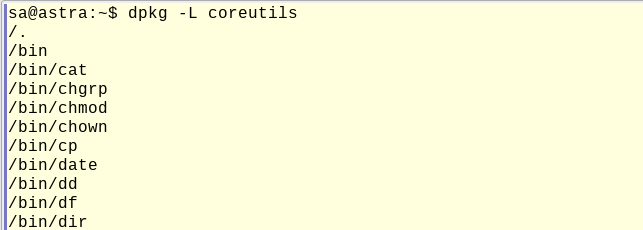 sa@astra:~$ dpkg -L coreutils
/.
/bin
/bin/cat
/bin/chgrp
/bin/chmod
/bin/chown
/bin/cp
/bin/date
/bin/dd
/bin/df
/bin/dir